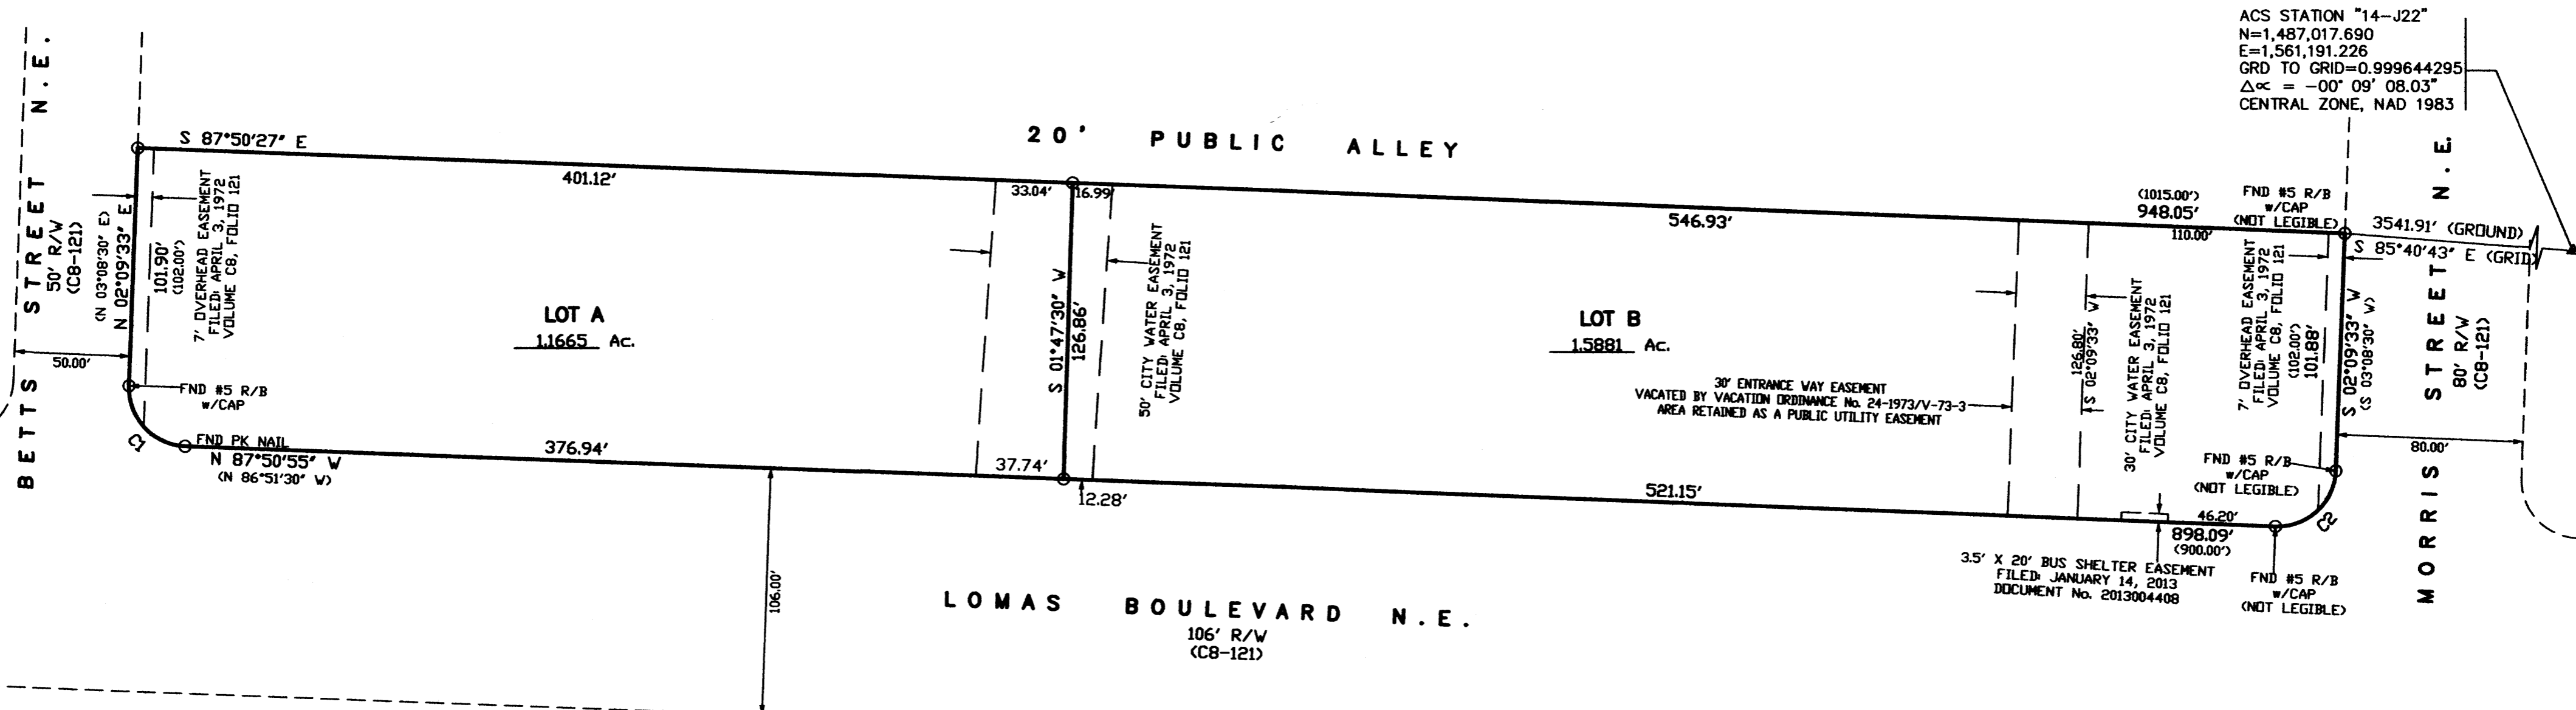 ACS STATION "14-J22"
N=1,487,017.690
E=1,561,191.226
GRD TO GRID=0.999644295
Δ∝ = -00° 09' 08.03"
CENTRAL ZONE, NAD 1983
BETTS STREET N.E.
50' R/W
(C8-121)
(N 03°08'30" E)
N 02°09'33" E
101.90'
(102.00')
7' OVERHEAD EASEMENT
FILED: APRIL 3, 1972
VOLUME C8, FOLIO 121
50.00'
S 87°50'27" E
401.12'
20' PUBLIC ALLEY
33.04'
16.99'
546.93'
(1015.00')
948.05'
110.00'
FND #5 R/B
w/CAP
(NOT LEGIBLE)
3541.91' (GROUND)
S 85°40'43" E (GRID)
LOT A
1.1665 Ac.
S 01°47'30" W
126.86'
50' CITY WATER EASEMENT
FILED: APRIL 3, 1972
VOLUME C8, FOLIO 121
LOT B
1.5881 Ac.
30' ENTRANCE WAY EASEMENT
VACATED BY VACATION ORDINANCE No. 24-1973/V-73-3
AREA RETAINED AS A PUBLIC UTILITY EASEMENT
126.80'
S 02°09'33" W
30' CITY WATER EASEMENT
FILED: APRIL 3, 1972
VOLUME C8, FOLIO 121
7' OVERHEAD EASEMENT
FILED: APRIL 3, 1972
VOLUME C8, FOLIO 121
(102.00')
101.88'
S 02°09'33" W
(S 03°08'30" W)
MORRIS STREET N.E.
80' R/W
(C8-121)
80.00'
FND #5 R/B
w/CAP
C1
FND PK NAIL
N 87°50'55" W
(N 86°51'30" W)
376.94'
37.74'
12.28'
521.15'
FND #5 R/B
w/CAP
(NOT LEGIBLE)
C2
46.20'
898.09'
(900.00')
3.5' X 20' BUS SHELTER EASEMENT
FILED: JANUARY 14, 2013
DOCUMENT No. 2013004408
FND #5 R/B
w/CAP
(NOT LEGIBLE)
106.00'
LOMAS BOULEVARD N.E.
106' R/W
(C8-121)